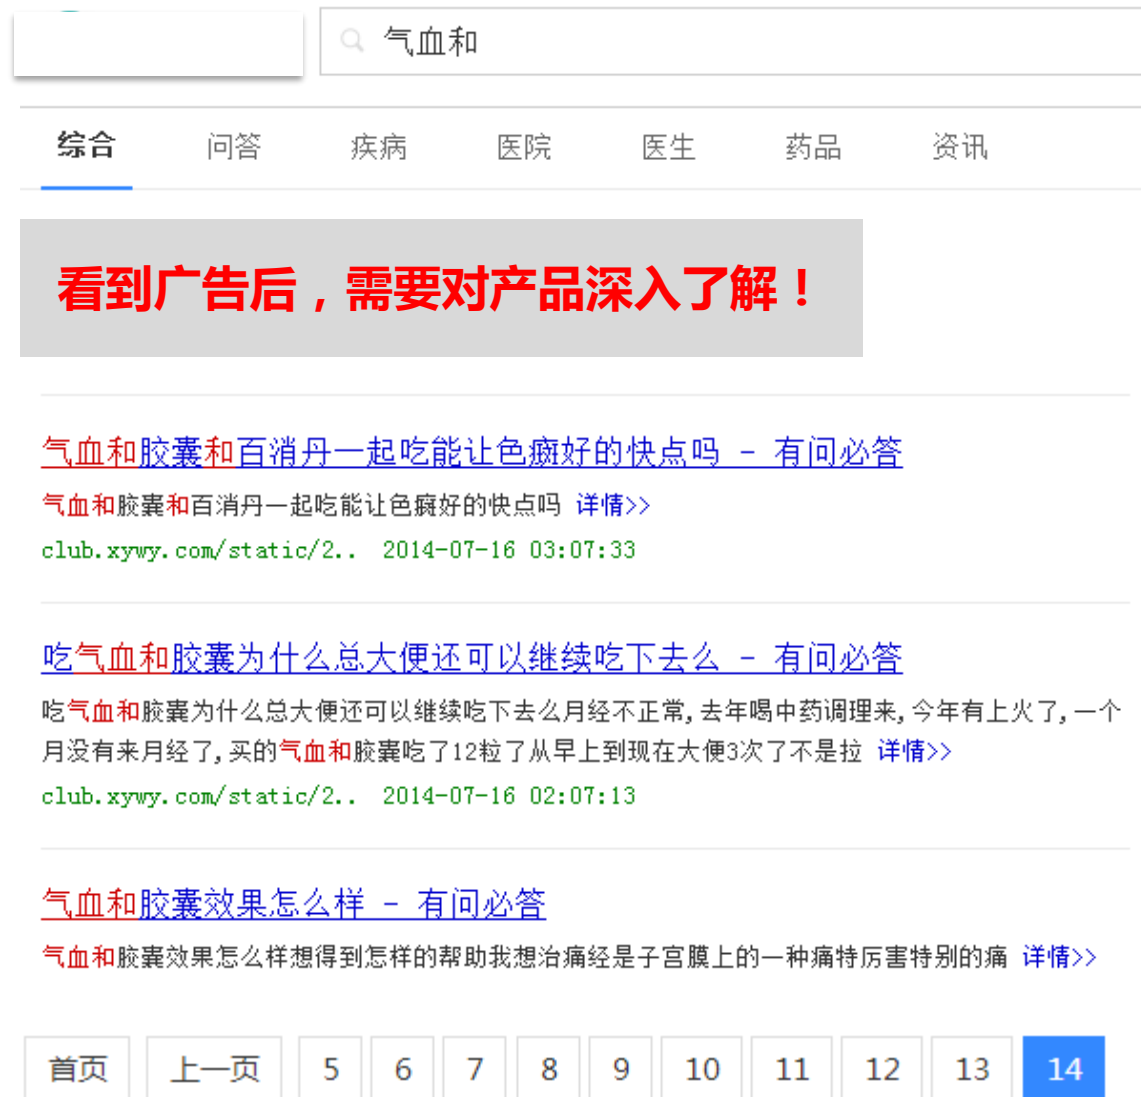 气血和
综合 问答 疾病 医院 医生 药品 资讯
看到广告后，需要对产品深入了解！
气血和胶囊和百消丹一起吃能让色癍好的快点吗 - 有问必答
气血和胶囊和百消丹一起吃能让色癍好的快点吗 详情>>
club.xywy.com/static/2.. 2014-07-16 03:07:33
吃气血和胶囊为什么总大便还可以继续吃下去么 - 有问必答
吃气血和胶囊为什么总大便还可以继续吃下去么月经不正常,去年喝中药调理来,今年有上火了,一个
月没有来月经了,买的气血和胶囊吃了12粒了从早上到现在大便3次了不是拉 详情>>
club.xywy.com/static/2.. 2014-07-16 02:07:13
气血和胶囊效果怎么样 - 有问必答
气血和胶囊效果怎么样想得到怎样的帮助我想治痛经是子宫膜上的一种痛特厉害特别的痛 详情>>
首页 上一页 5 6 7 8 9 10 11 12 13 14